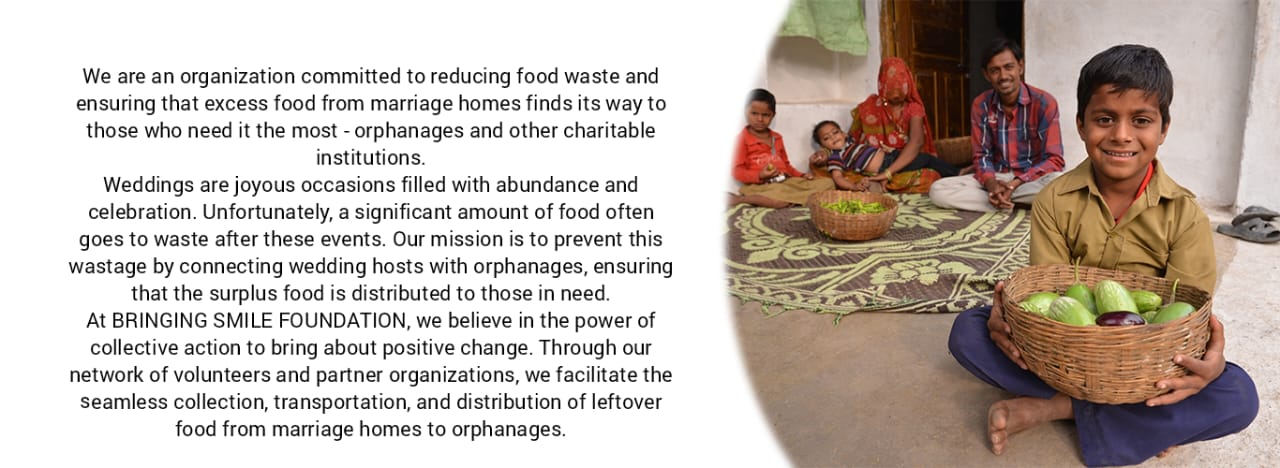 We are an organization committed to reducing food waste and
ensuring that excess food from marriage homes finds its way to
those who need it the most - orphanages and other charitable
institutions.
Weddings are joyous occasions filled with abundance and
celebration. Unfortunately, a significant amount of food often
goes to waste after these events. Our mission is to prevent this
wastage by connecting wedding hosts with orphanages, ensuring
that the surplus food is distributed to those in need.
At BRINGING SMILE FOUNDATION, we believe in the power of
collective action to bring about positive change. Through our
network of volunteers and partner organizations, we facilitate the
seamless collection, transportation, and distribution of leftover
food from marriage homes to orphanages.